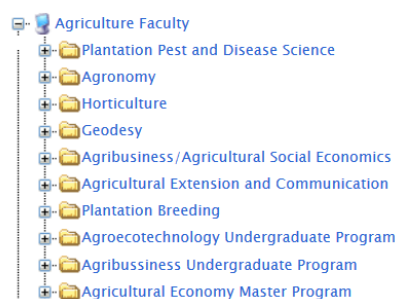 Agriculture Faculty
Plantation Pest and Disease Science
Agronomy
Horticulture
Geodesy
Agribusiness/Agricultural Social Economics
Agricultural Extension and Communication
Plantation Breeding
Agroecotechnology Undergraduate Program
Agribussiness Undergraduate Program
Agricultural Economy Master Program